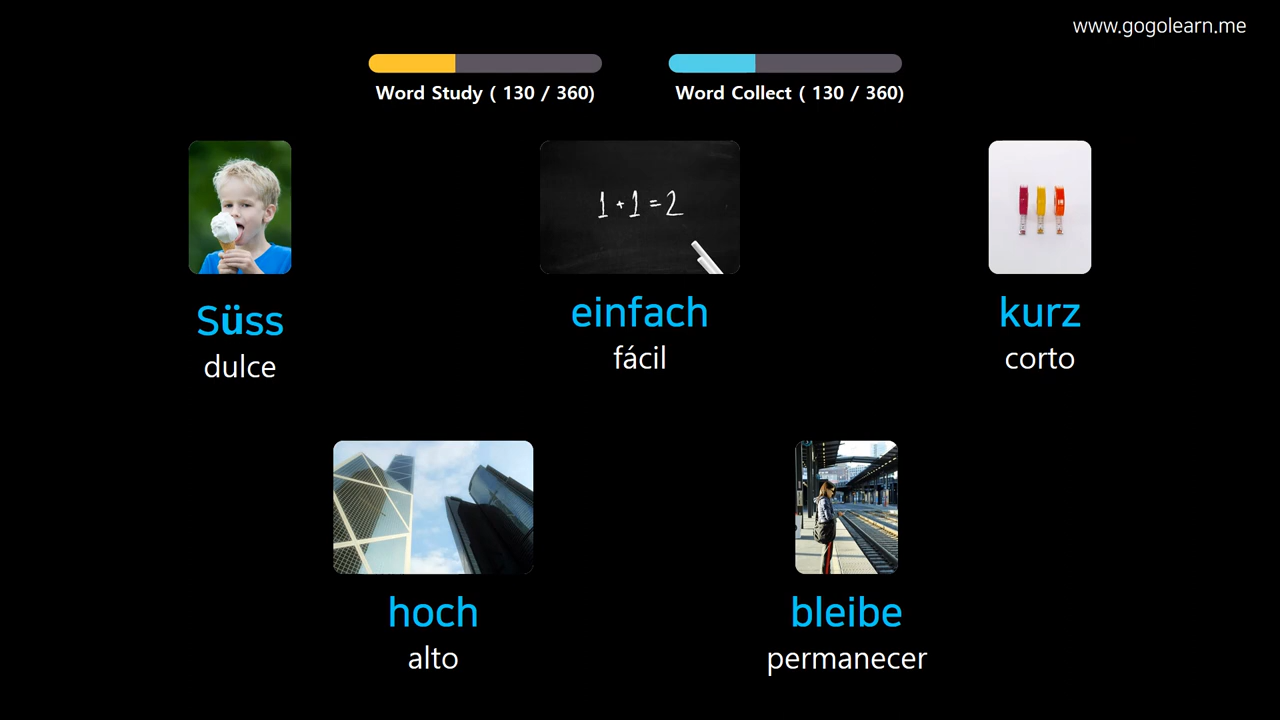 www.gogolearn.me
Word Study ( 130 / 360)
Word Collect ( 130 / 360)
1 + 1 = 2
Süss
dulce
einfach
fácil
kurz
corto
hoch
alto
bleibe
permanecer